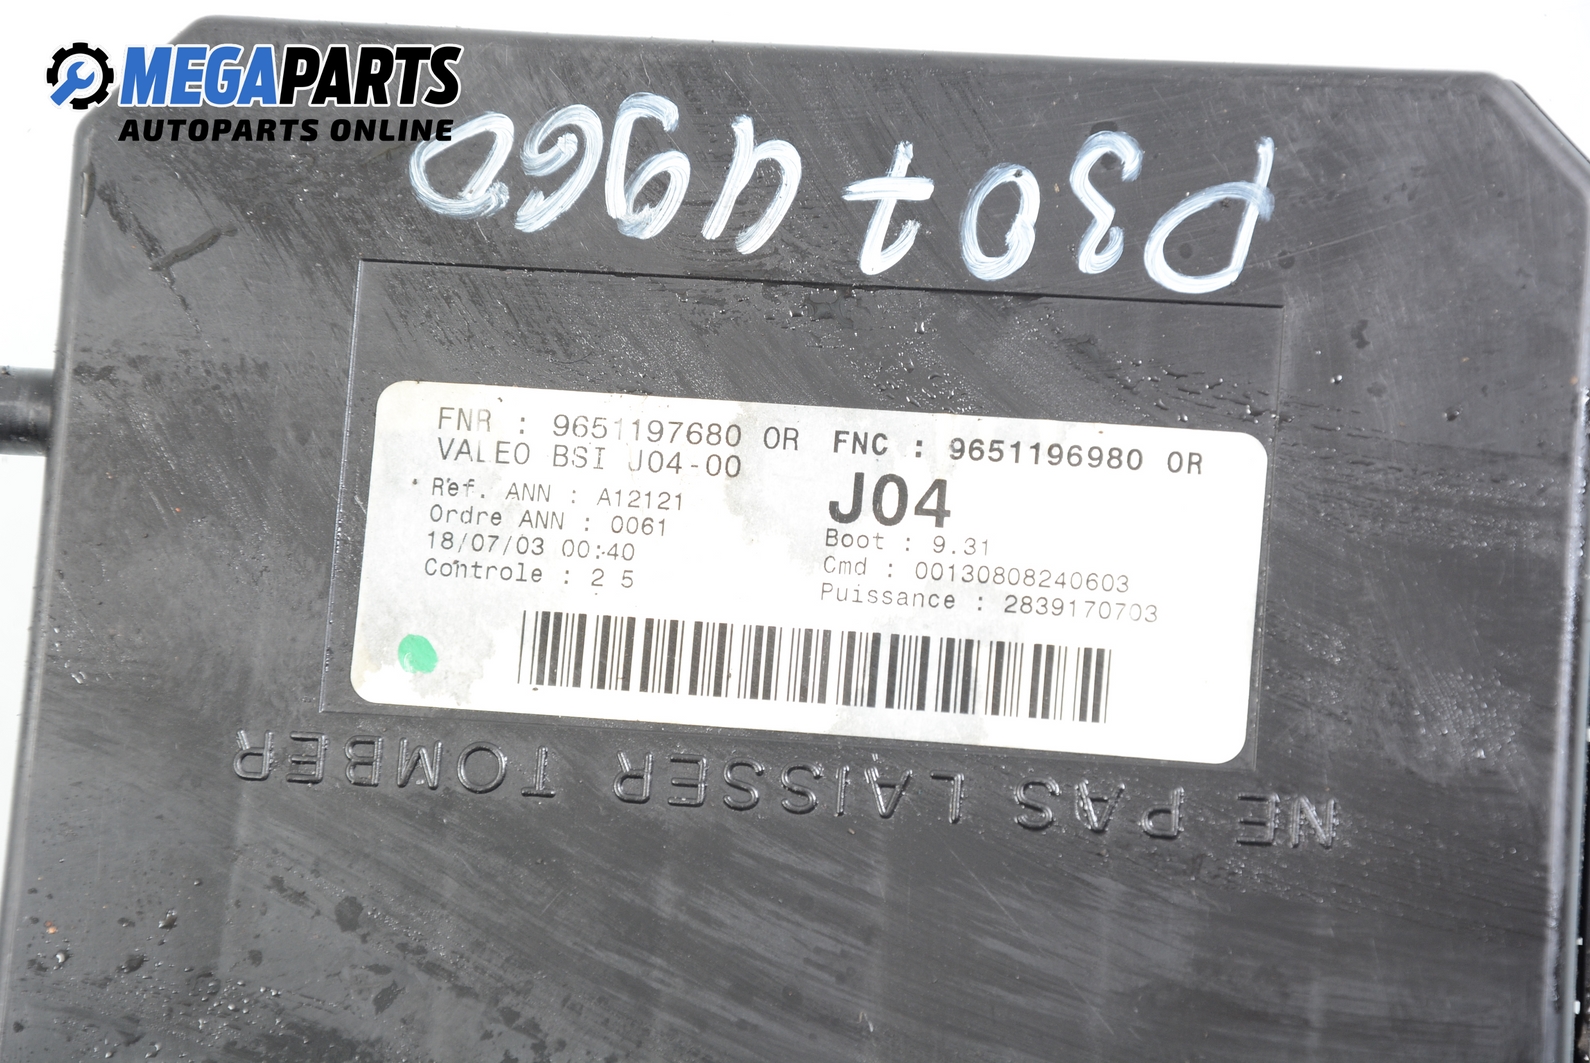 MEGAPARTS
AUTOPARTS ONLINE
P307 4960
FNR : 9651197680 0R FNC : 9651196980 0R
VALEO BSI J04-00
J04
Ref. ANN : A12121
Ordre ANN : 0061
18/07/03 00:40
Controle : 2 5
Boot : 9.31
Cmd : 00130808240603
Puissance : 2839170703
NE PAS LAISSER TOMBER